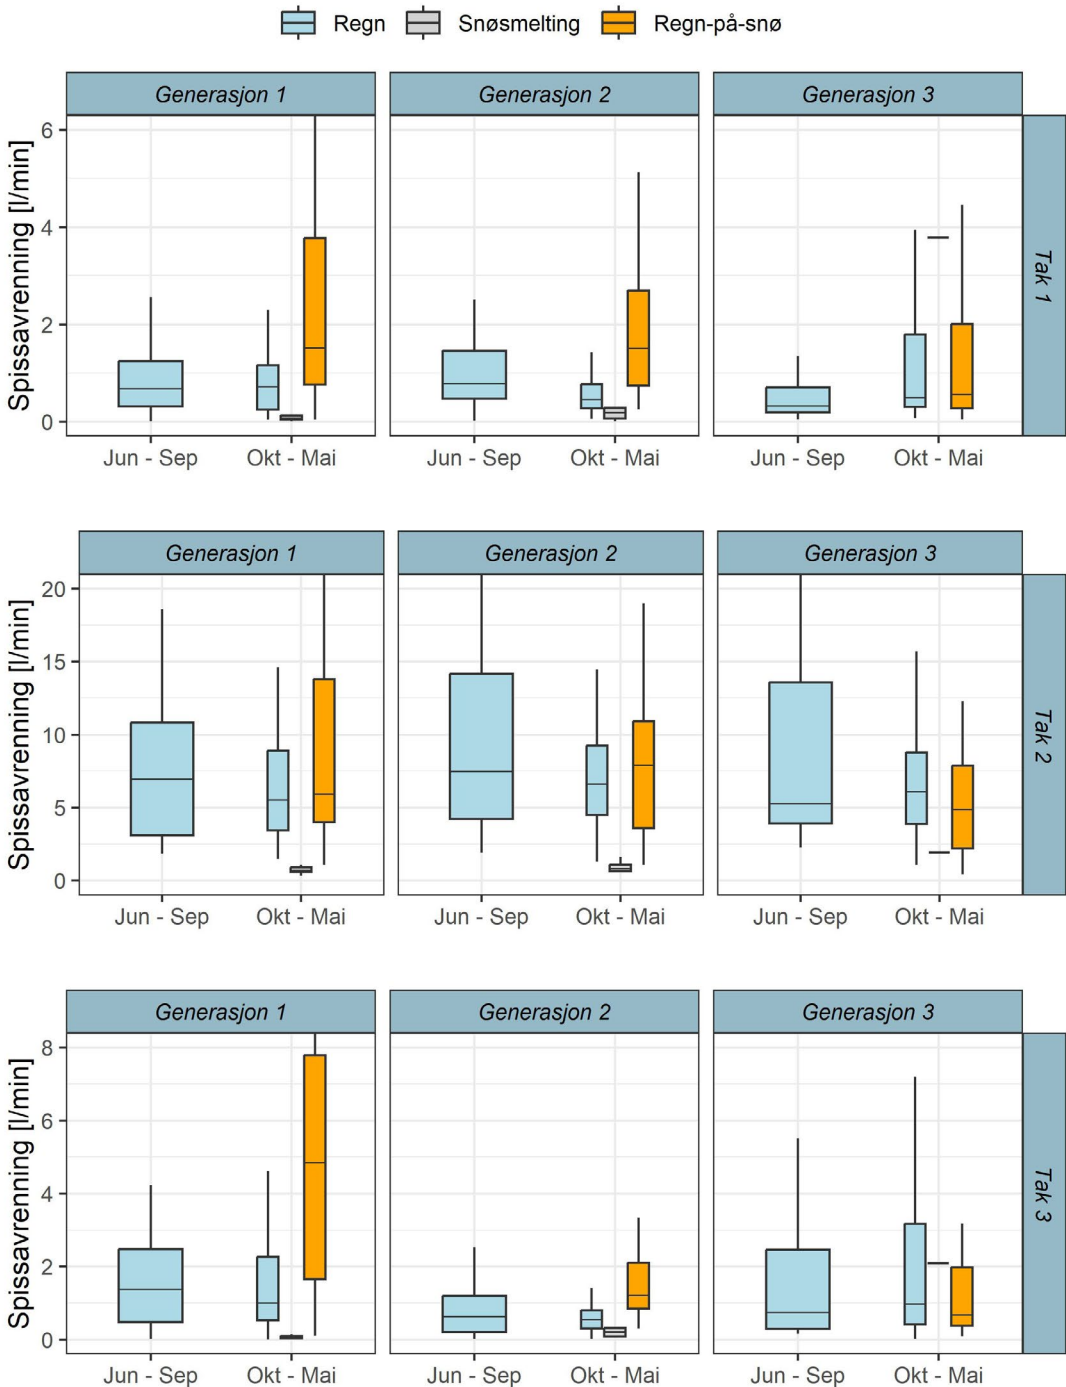 Regn Snøsmelting Regn-på-snø
Generasjon 1 Generasjon 2 Generasjon 3
Spissavrenning [l/min]
6
4
2
0
Tak 1
Jun - Sep Okt - Mai Jun - Sep Okt - Mai Jun - Sep Okt - Mai
Generasjon 1 Generasjon 2 Generasjon 3
Spissavrenning [l/min]
20
15
10
5
0
Tak 2
Jun - Sep Okt - Mai Jun - Sep Okt - Mai Jun - Sep Okt - Mai
Generasjon 1 Generasjon 2 Generasjon 3
Spissavrenning [l/min]
8
6
4
2
0
Tak 3
Jun - Sep Okt - Mai Jun - Sep Okt - Mai Jun - Sep Okt - Mai